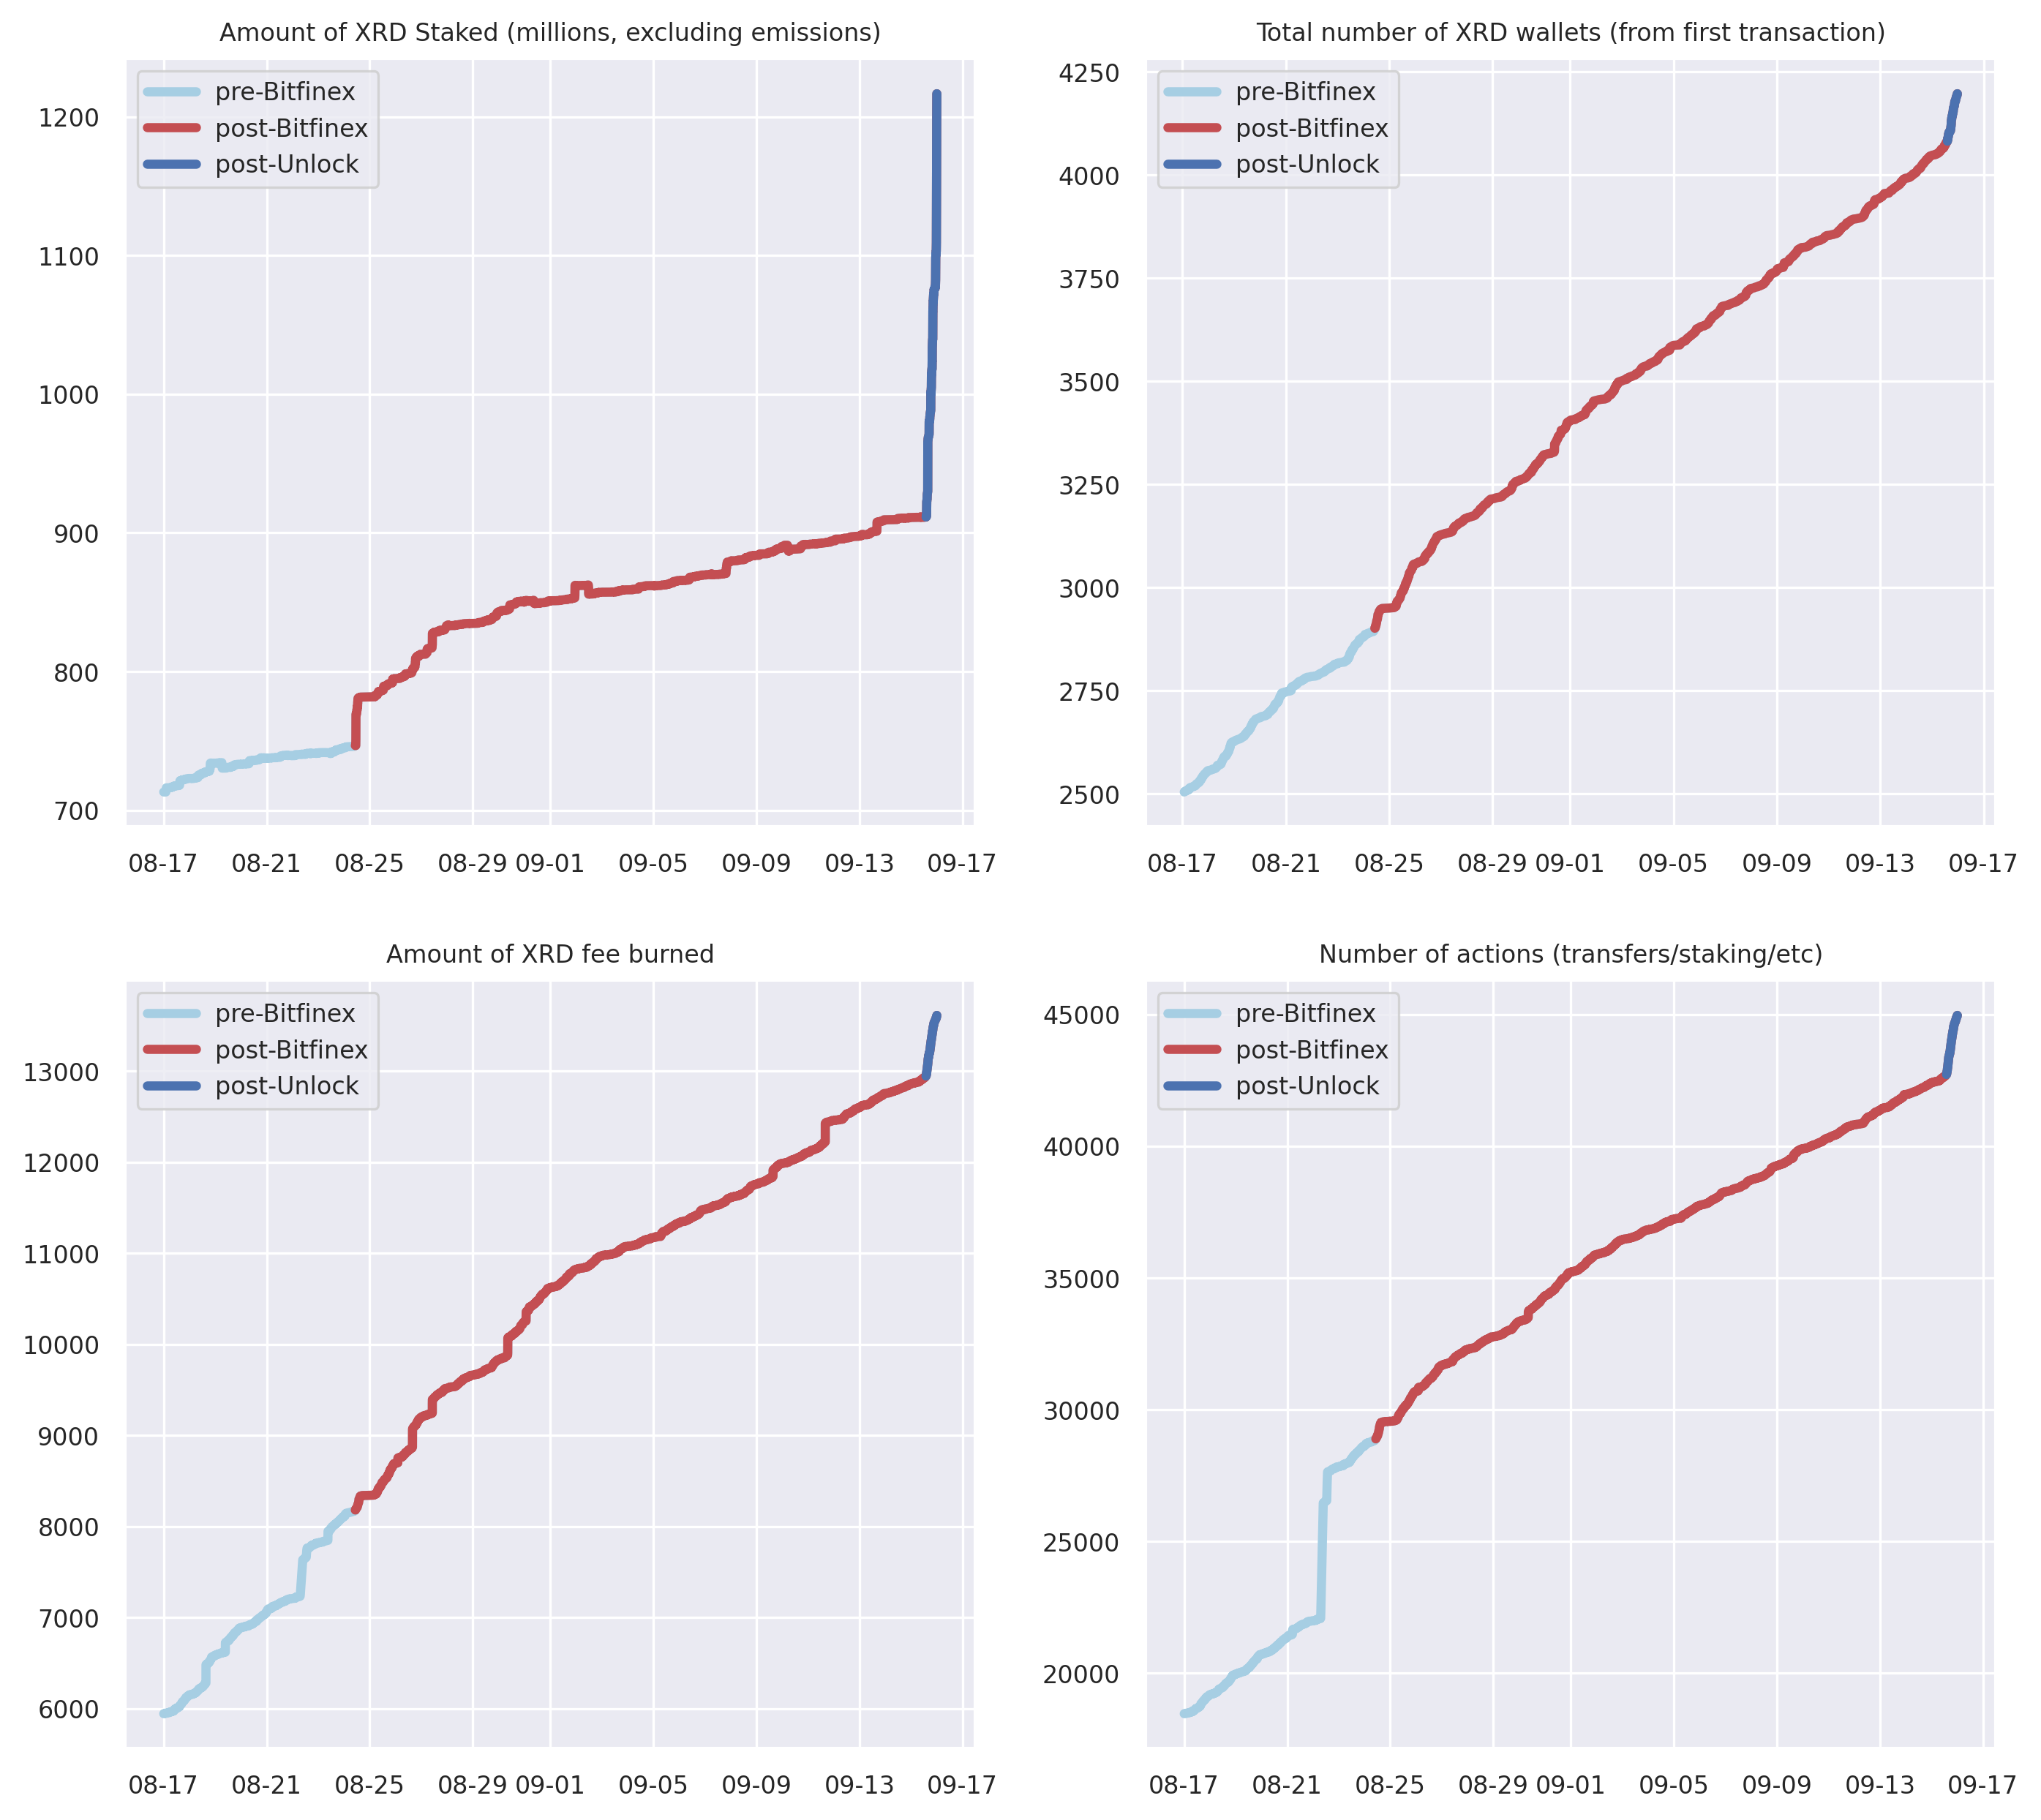 Amount of XRD Staked (millions, excluding emissions)
pre-Bitfinex
post-Bitfinex
post-Unlock
1200
1100
1000
900
800
700
08-17 08-21 08-25 08-29 09-01 09-05 09-09 09-13 09-17
Total number of XRD wallets (from first transaction)
pre-Bitfinex
post-Bitfinex
post-Unlock
4250
4000
3750
3500
3250
3000
2750
2500
08-17 08-21 08-25 08-29 09-01 09-05 09-09 09-13 09-17
Amount of XRD fee burned
pre-Bitfinex
post-Bitfinex
post-Unlock
13000
12000
11000
10000
9000
8000
7000
6000
08-17 08-21 08-25 08-29 09-01 09-05 09-09 09-13 09-17
Number of actions (transfers/staking/etc)
pre-Bitfinex
post-Bitfinex
post-Unlock
45000
40000
35000
30000
25000
20000
08-17 08-21 08-25 08-29 09-01 09-05 09-09 09-13 09-17